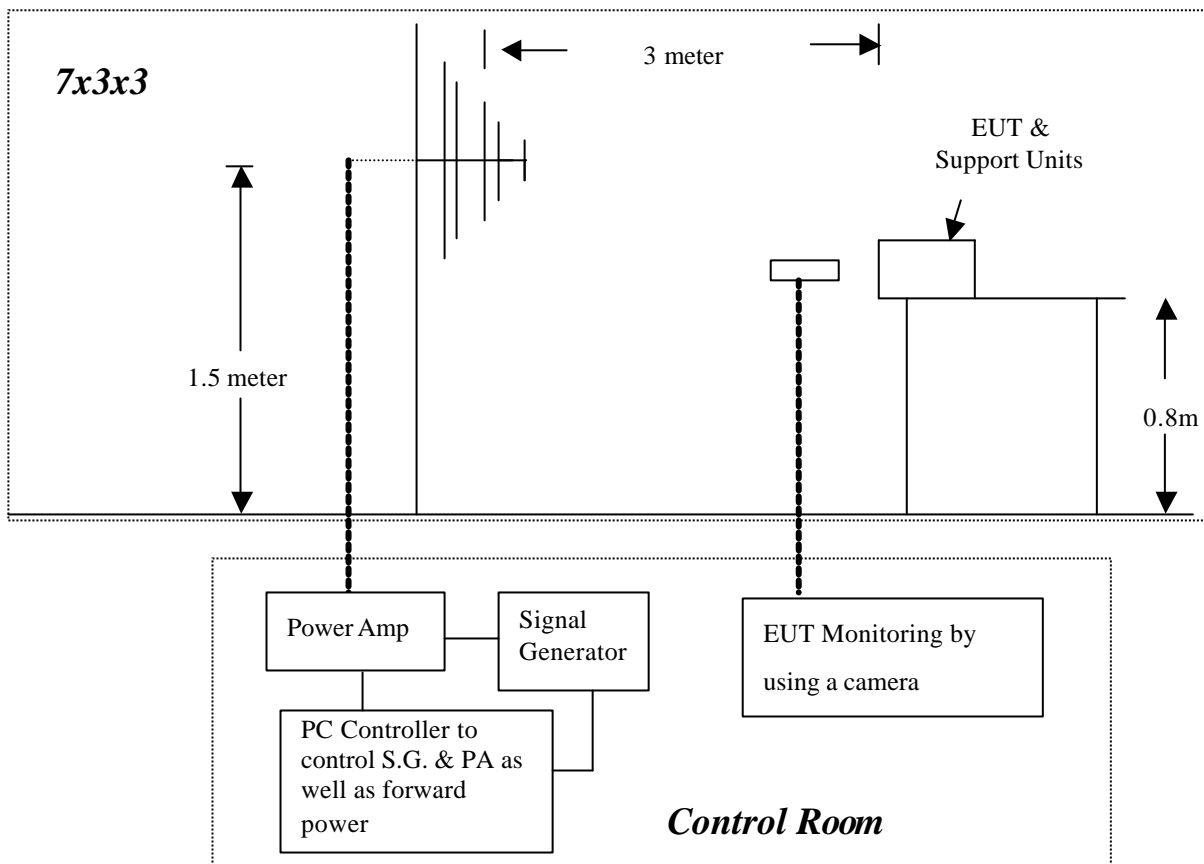 3 meter
7x3x3
EUT &
Support Units
1.5 meter
0.8m
Power Amp
Signal
Generator
EUT Monitoring by
using a camera
PC Controller to
control S.G. & PA as
well as forward
power
Control Room